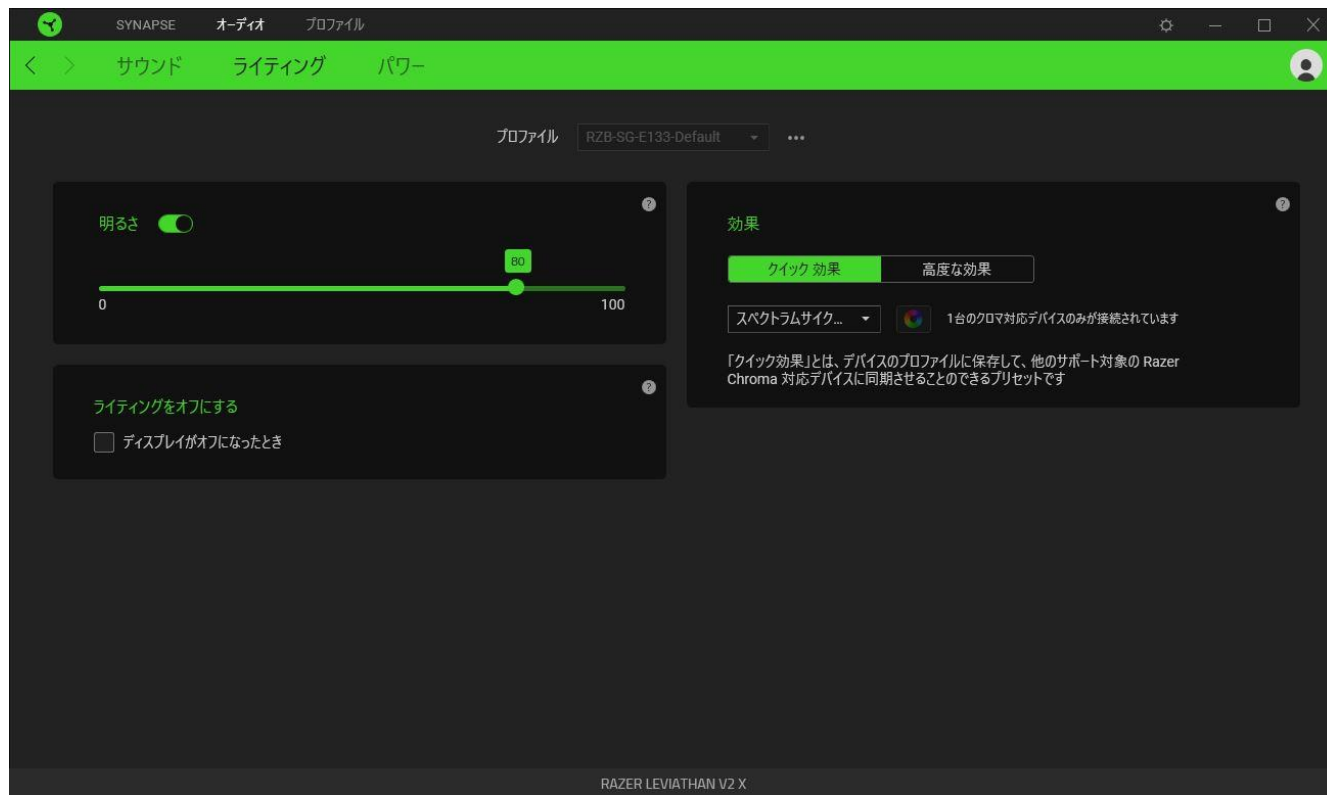 SYNAPSE オーディオ プロファイル
サウンド ライティング パワー
プロファイル RZB-SG-E133-Default
明るさ
80
0 100
ライティングをオフにする
ディスプレイがオフになったとき
効果
クイック 効果 高度な効果
スペクトラムサイク... 1台のクロマ対応デバイスのみが接続されています
「クイック効果」とは、デバイスのプロファイルに保存して、他のサポート対象の Razer
Chroma 対応デバイスに同期させることのできるプリセットです
RAZER LEVIATHAN V2 X